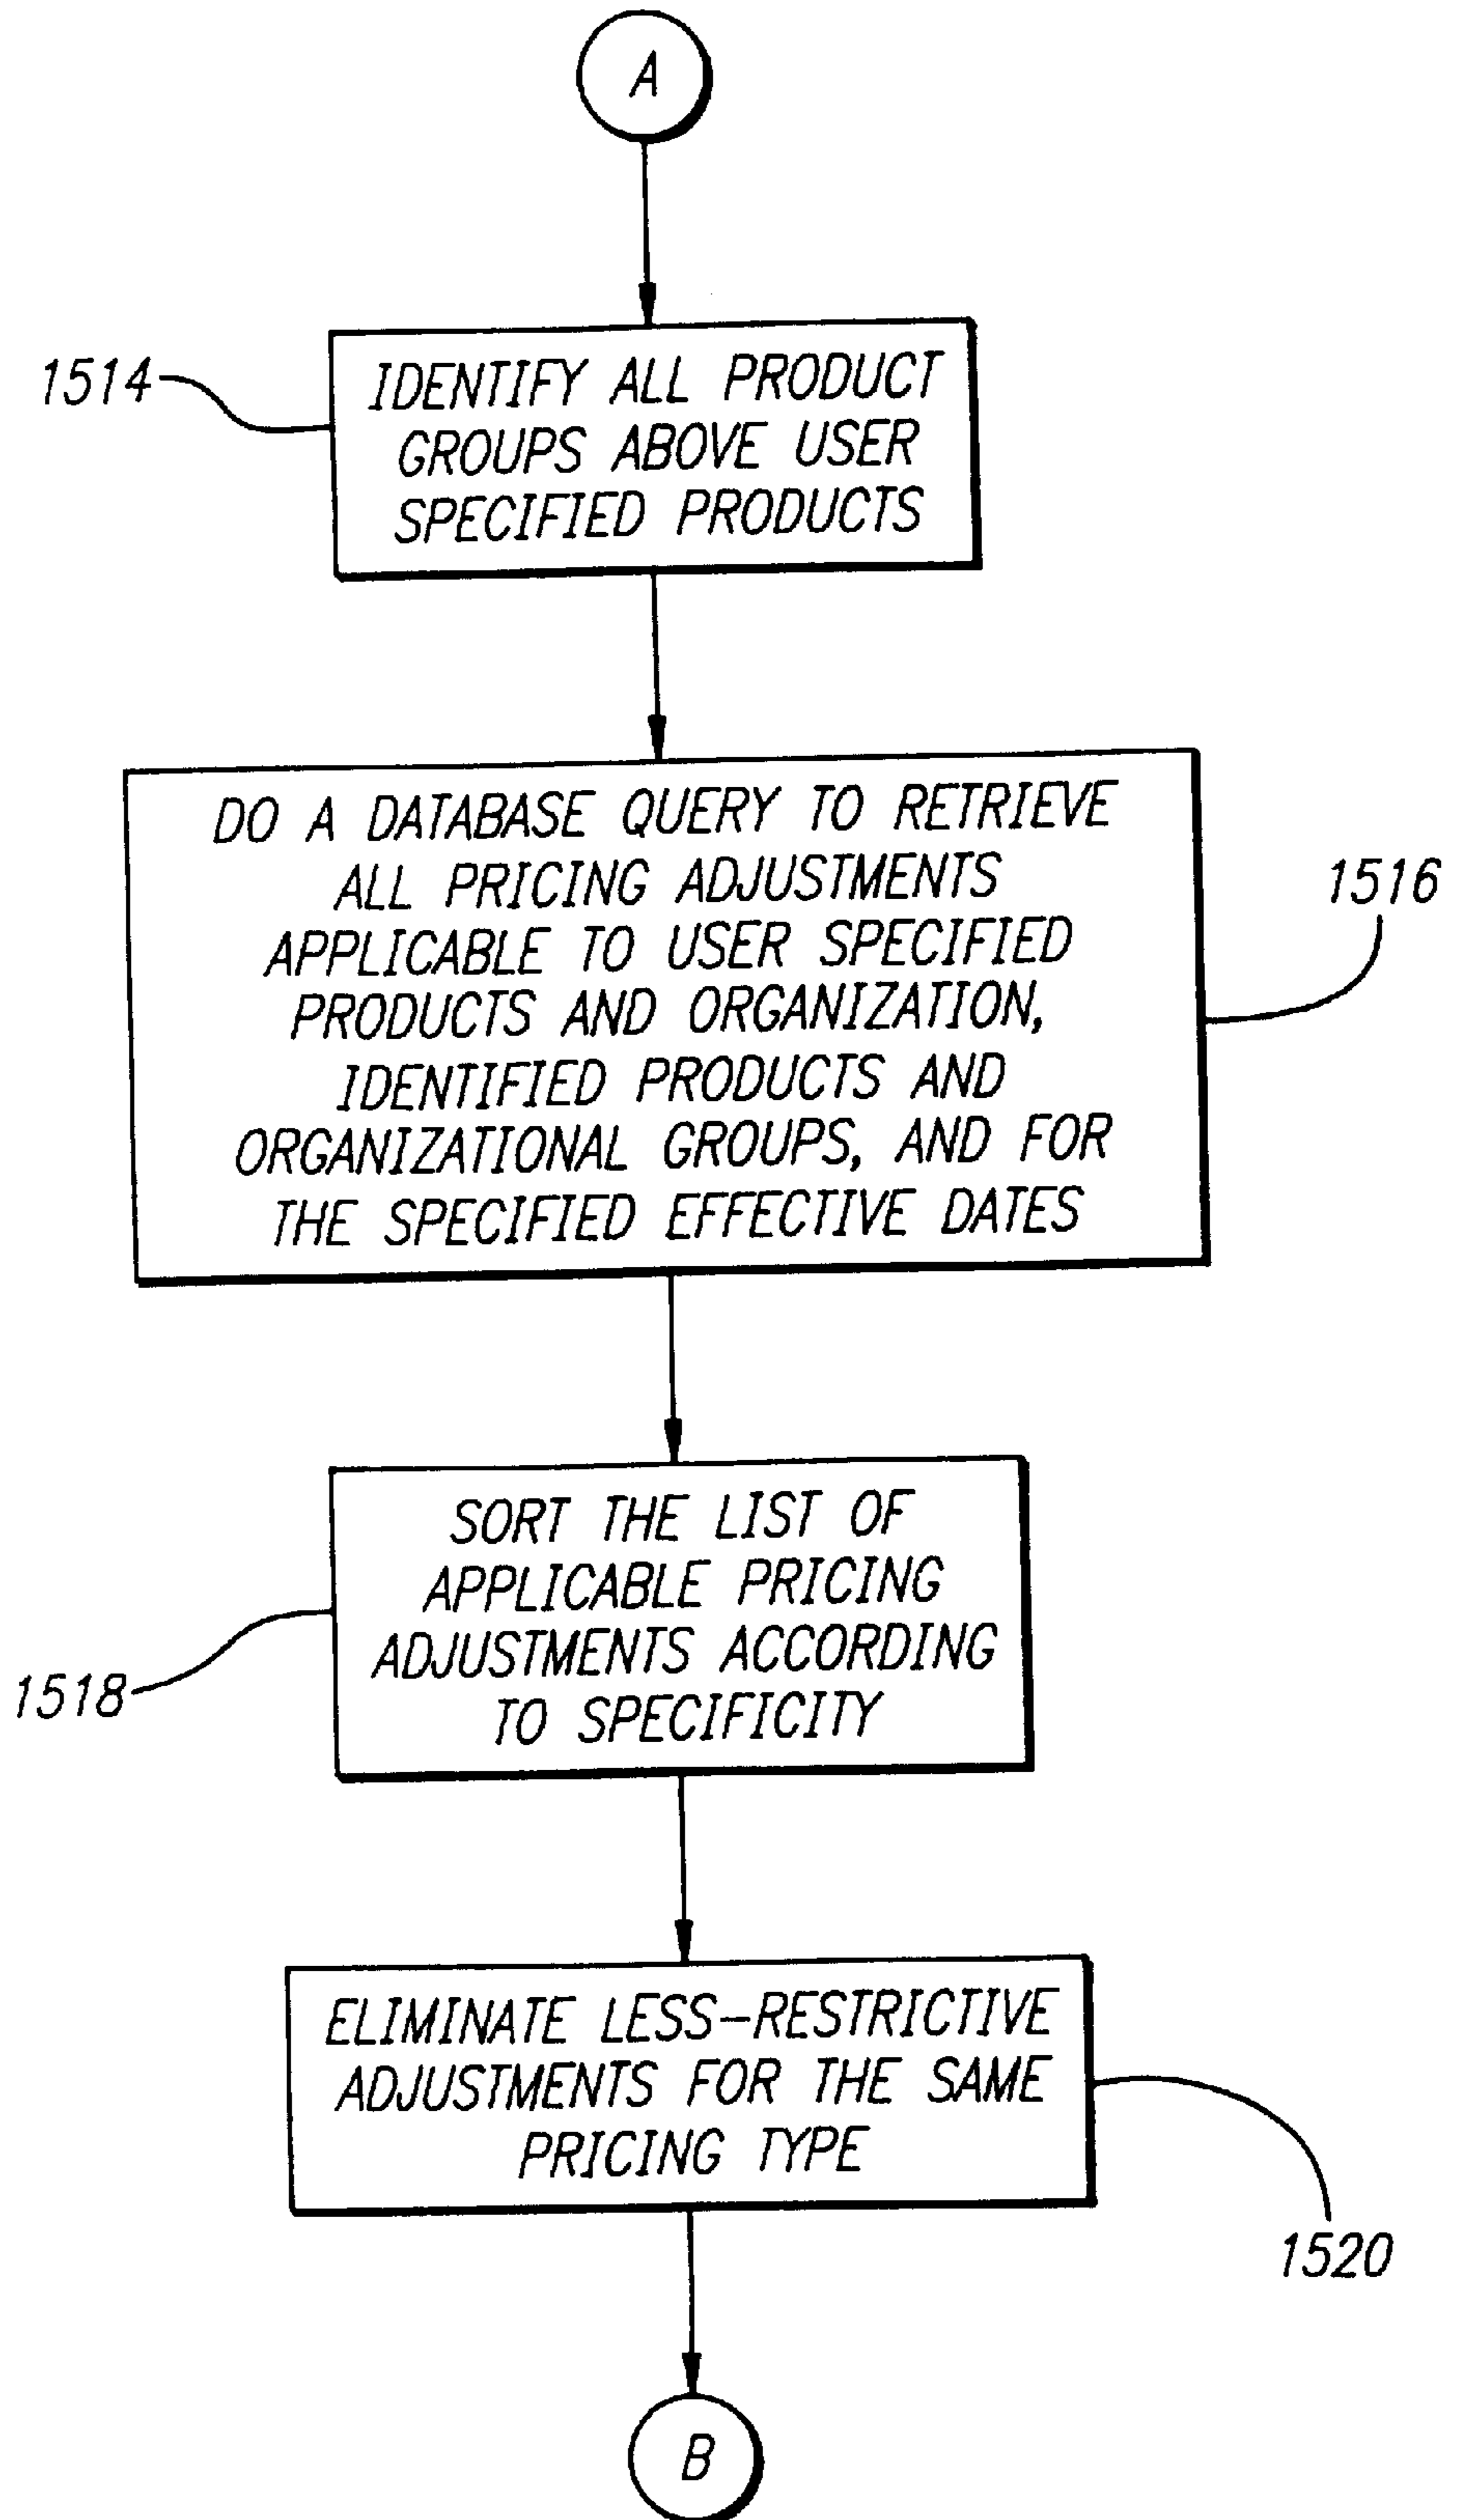 A
1514
IDENTIFY ALL PRODUCT
GROUPS ABOVE USER
SPECIFIED PRODUCTS
DO A DATABASE QUERY TO RETRIEVE
ALL PRICING ADJUSTMENTS
APPLICABLE TO USER SPECIFIED
PRODUCTS AND ORGANIZATION,
IDENTIFIED PRODUCTS AND
ORGANIZATIONAL GROUPS, AND FOR
THE SPECIFIED EFFECTIVE DATES
1516
SORT THE LIST OF
APPLICABLE PRICING
ADJUSTMENTS ACCORDING
TO SPECIFICITY
1518
ELIMINATE LESS-RESTRICTIVE
ADJUSTMENTS FOR THE SAME
PRICING TYPE
1520
B